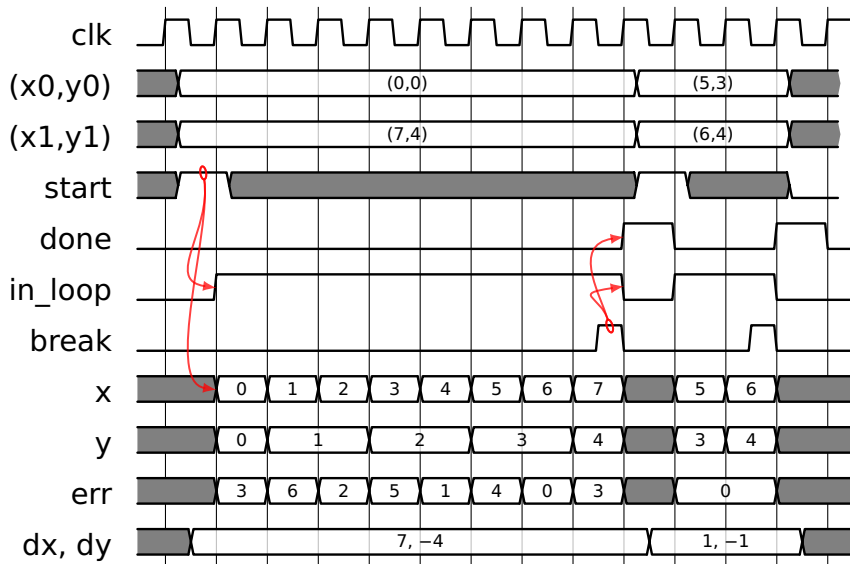 clk
(x0,y0) (0,0) (5,3)
(x1,y1) (7,4) (6,4)
start
done
in_loop
break
x 0 1 2 3 4 5 6 7 5 6
y 0 1 2 3 4 3 4
err 3 6 2 5 1 4 0 3 0
dx, dy 7, −4 1, −1